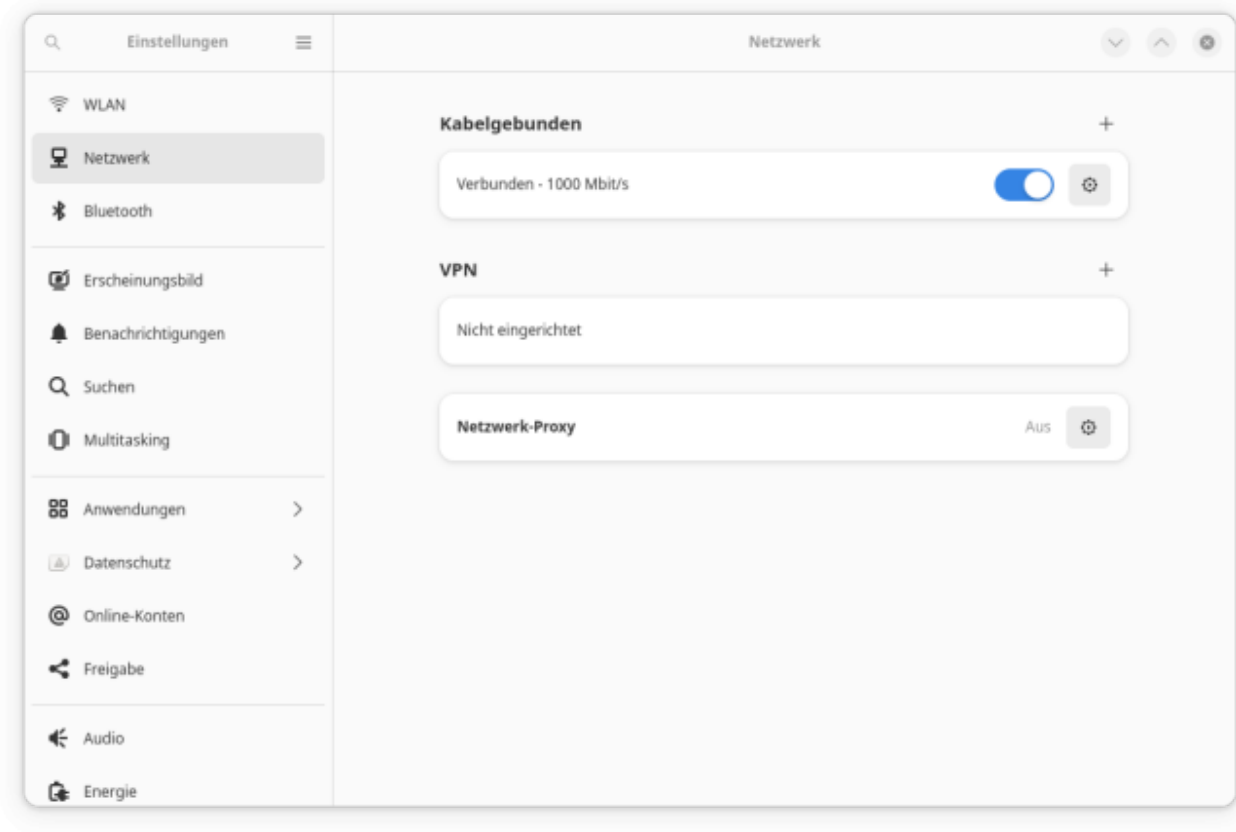 Einstellungen
Netzwerk
WLAN
Netzwerk
Bluetooth
Erscheinungsbild
Benachrichtigungen
Suchen
Multitasking
Anwendungen
Datenschutz
Online-Konten
Freigabe
Audio
Energie
Kabelgebunden
Verbunden - 1000 Mbit/s
VPN
Nicht eingerichtet
Netzwerk-Proxy Aus